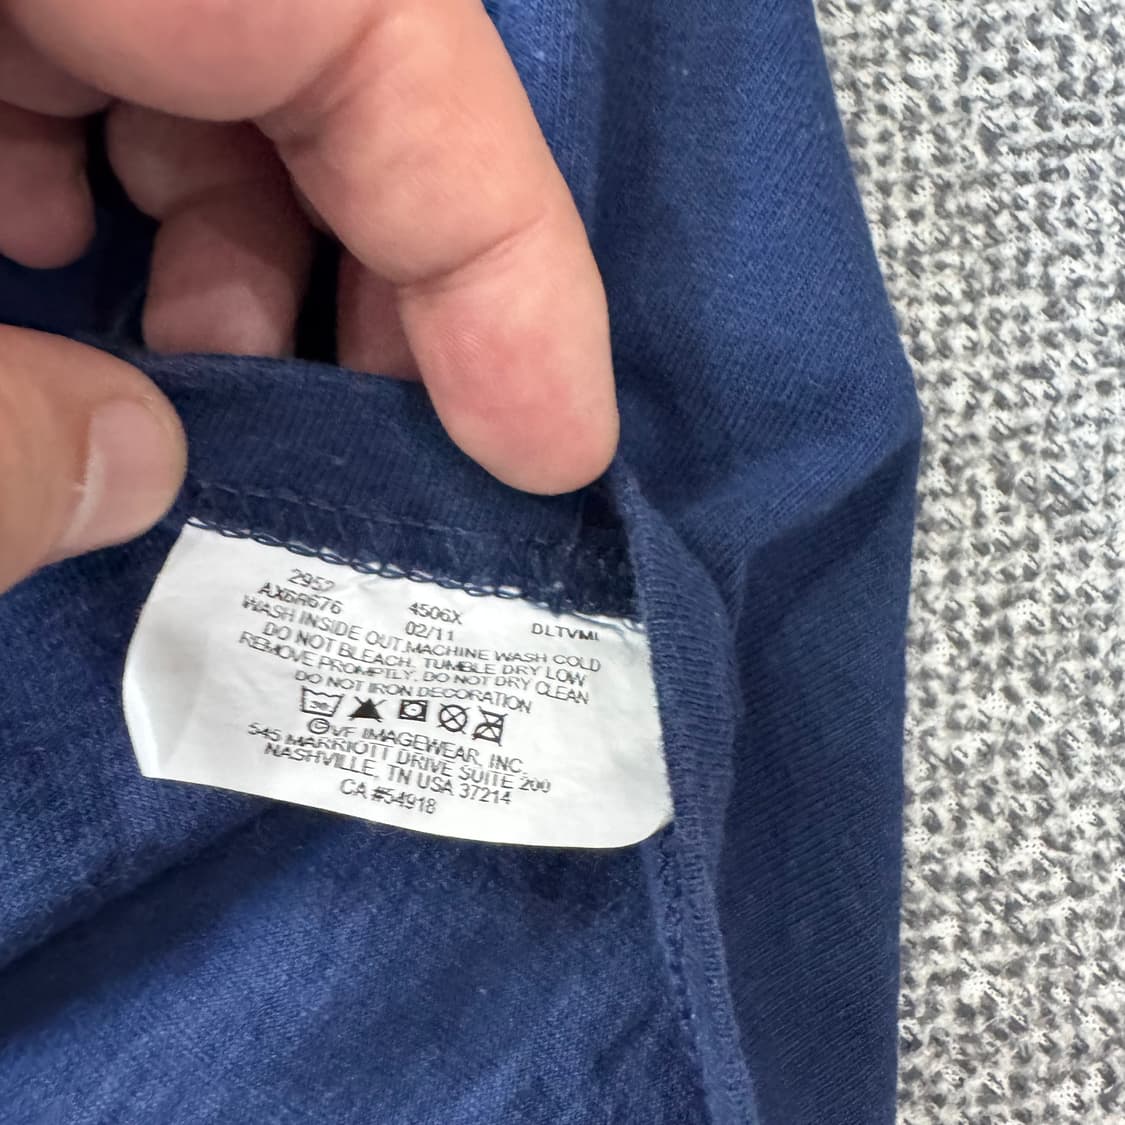 2952
AX6A676 4506X DLTVML
02/11
WASH INSIDE OUT.MACHINE WASH COLD
DO NOT BLEACH. TUMBLE DRY LOW
REMOVE PROMPTLY. DO NOT DRY CLEAN
DO NOT IRON DECORATION
30
©VF IMAGEWEAR, INC.
545 MARRIOTT DRIVE SUITE 200
NASHVILLE, TN USA 37214
CA #54918